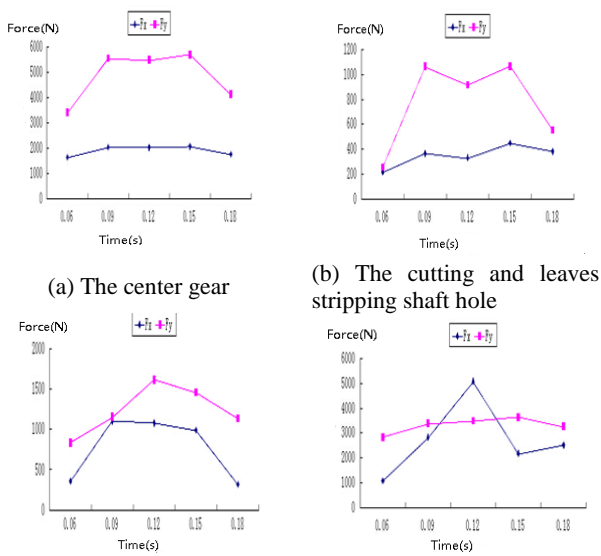 Force(N)
Fx Fy
6000
5000
4000
3000
2000
1000
0
0.06 0.09 0.12 0.15 0.18
Time(s)
(a) The center gear
Force(N)
Fx Fy
1200
1000
800
600
400
200
0
0.06 0.09 0.12 0.15 0.18
Time(s)
(b) The cutting and leaves
stripping shaft hole
Force(N)
Fx Fy
2000
1500
1000
500
0
0.06 0.09 0.12 0.15 0.18
Time(s)
Force(N)
Fx Fy
6000
5000
4000
3000
2000
1000
0
0.06 0.09 0.12 0.15 0.18
Time(s)